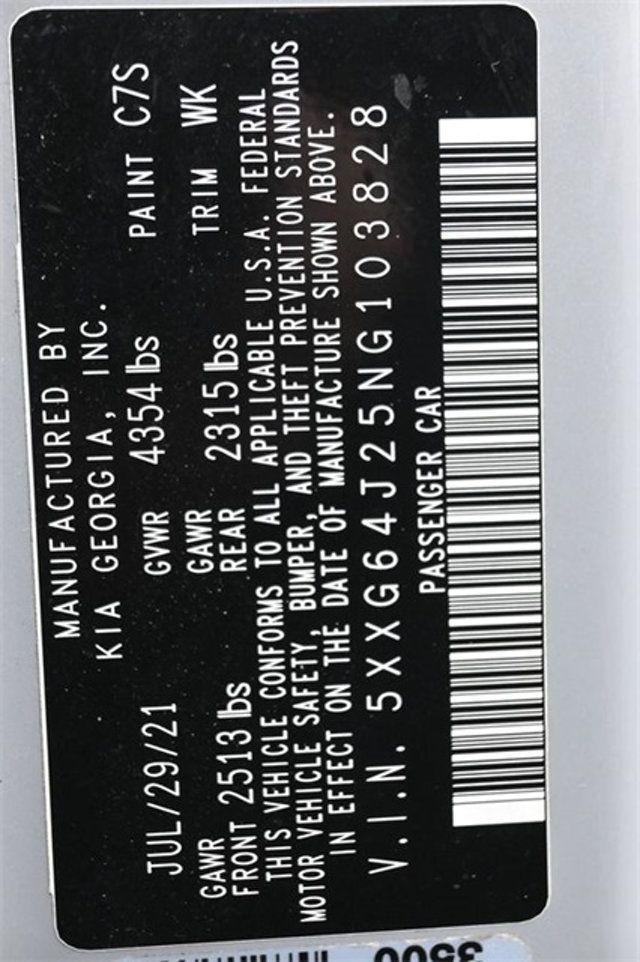 MANUFACTURED BY
KIA GEORGIA, INC.
JUL/29/21 GVWR 4354 lbs PAINT C7S
GAWR FRONT 2513 lbs GAWR REAR 2315 lbs TRIM WK
THIS VEHICLE CONFORMS TO ALL APPLICABLE U.S.A. FEDERAL
MOTOR VEHICLE SAFETY, BUMPER, AND THEFT PREVENTION STANDARDS
IN EFFECT ON THE DATE OF MANUFACTURE SHOWN ABOVE.
V.I.N. 5XXG64J25NG103828
PASSENGER CAR